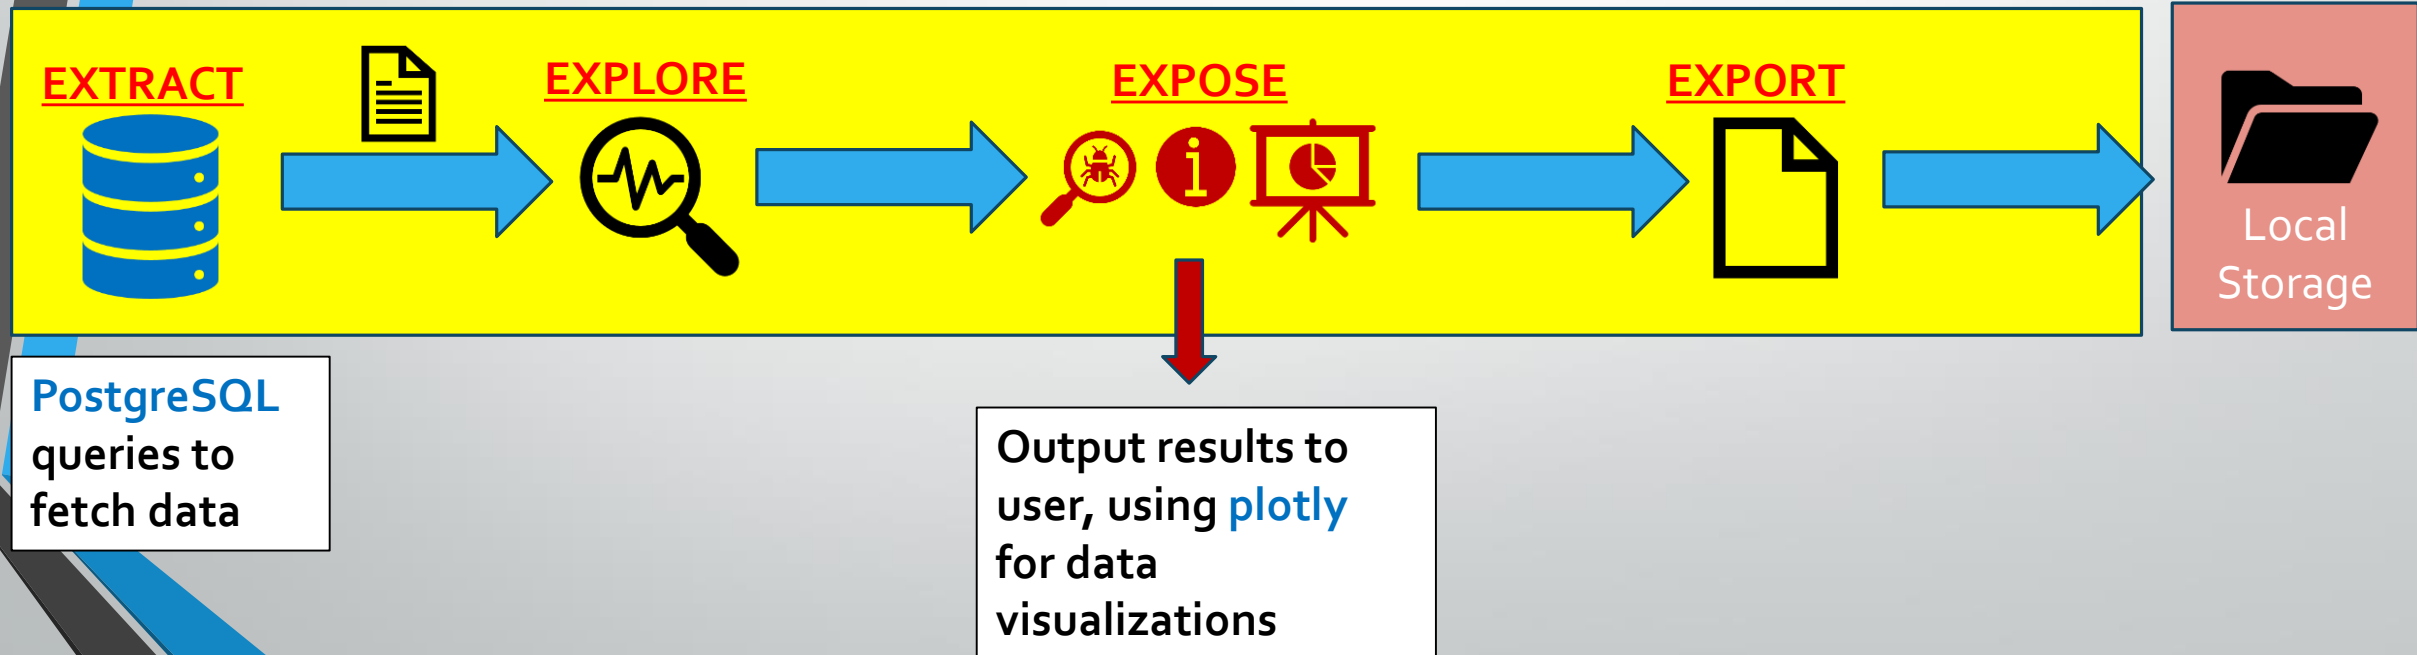 EXTRACT
EXPLORE
EXPOSE
EXPORT
Local
Storage
PostgreSQL
queries to
fetch data
Output results to
user, using plotly
for data
visualizations